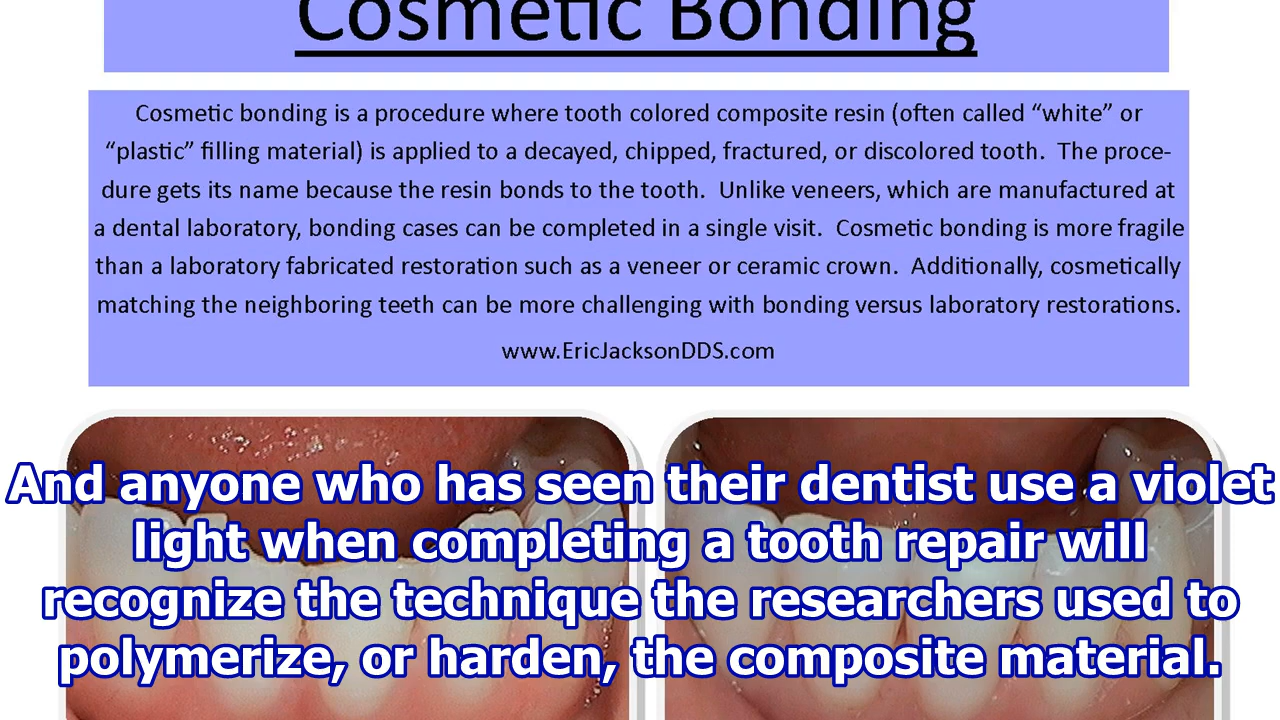 Cosmetic Bonding
Cosmetic bonding is a procedure where tooth colored composite resin (often called “white” or
“plastic” filling material) is applied to a decayed, chipped, fractured, or discolored tooth.  The proce-
dure gets its name because the resin bonds to the tooth.  Unlike veneers, which are manufactured at
a dental laboratory, bonding cases can be completed in a single visit.  Cosmetic bonding is more fragile
than a laboratory fabricated restoration such as a veneer or ceramic crown.  Additionally, cosmetically
matching the neighboring teeth can be more challenging with bonding versus laboratory restorations.
www.EricJacksonDDS.com
And anyone who has seen their dentist use a violet
light when completing a tooth repair will
recognize the technique the researchers used to
polymerize, or harden, the composite material.